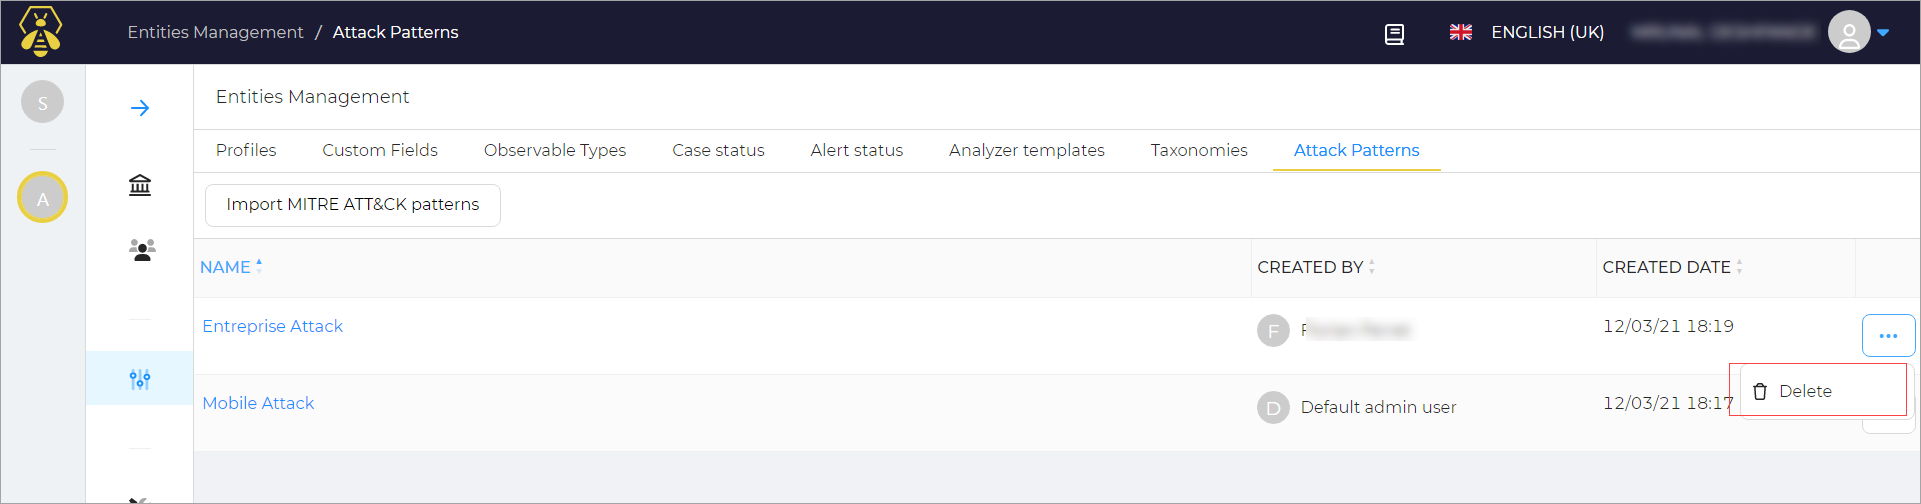 Entities Management / Attack Patterns
ENGLISH (UK)
S
A
Entities Management
Profiles Custom Fields Observable Types Case status Alert status Analyzer templates Taxonomies Attack Patterns
Import MITRE ATT&CK patterns
NAME CREATED BY CREATED DATE
Entreprise Attack F 12/03/21 18:19
Mobile Attack D Default admin user 12/03/21 18:17
Delete